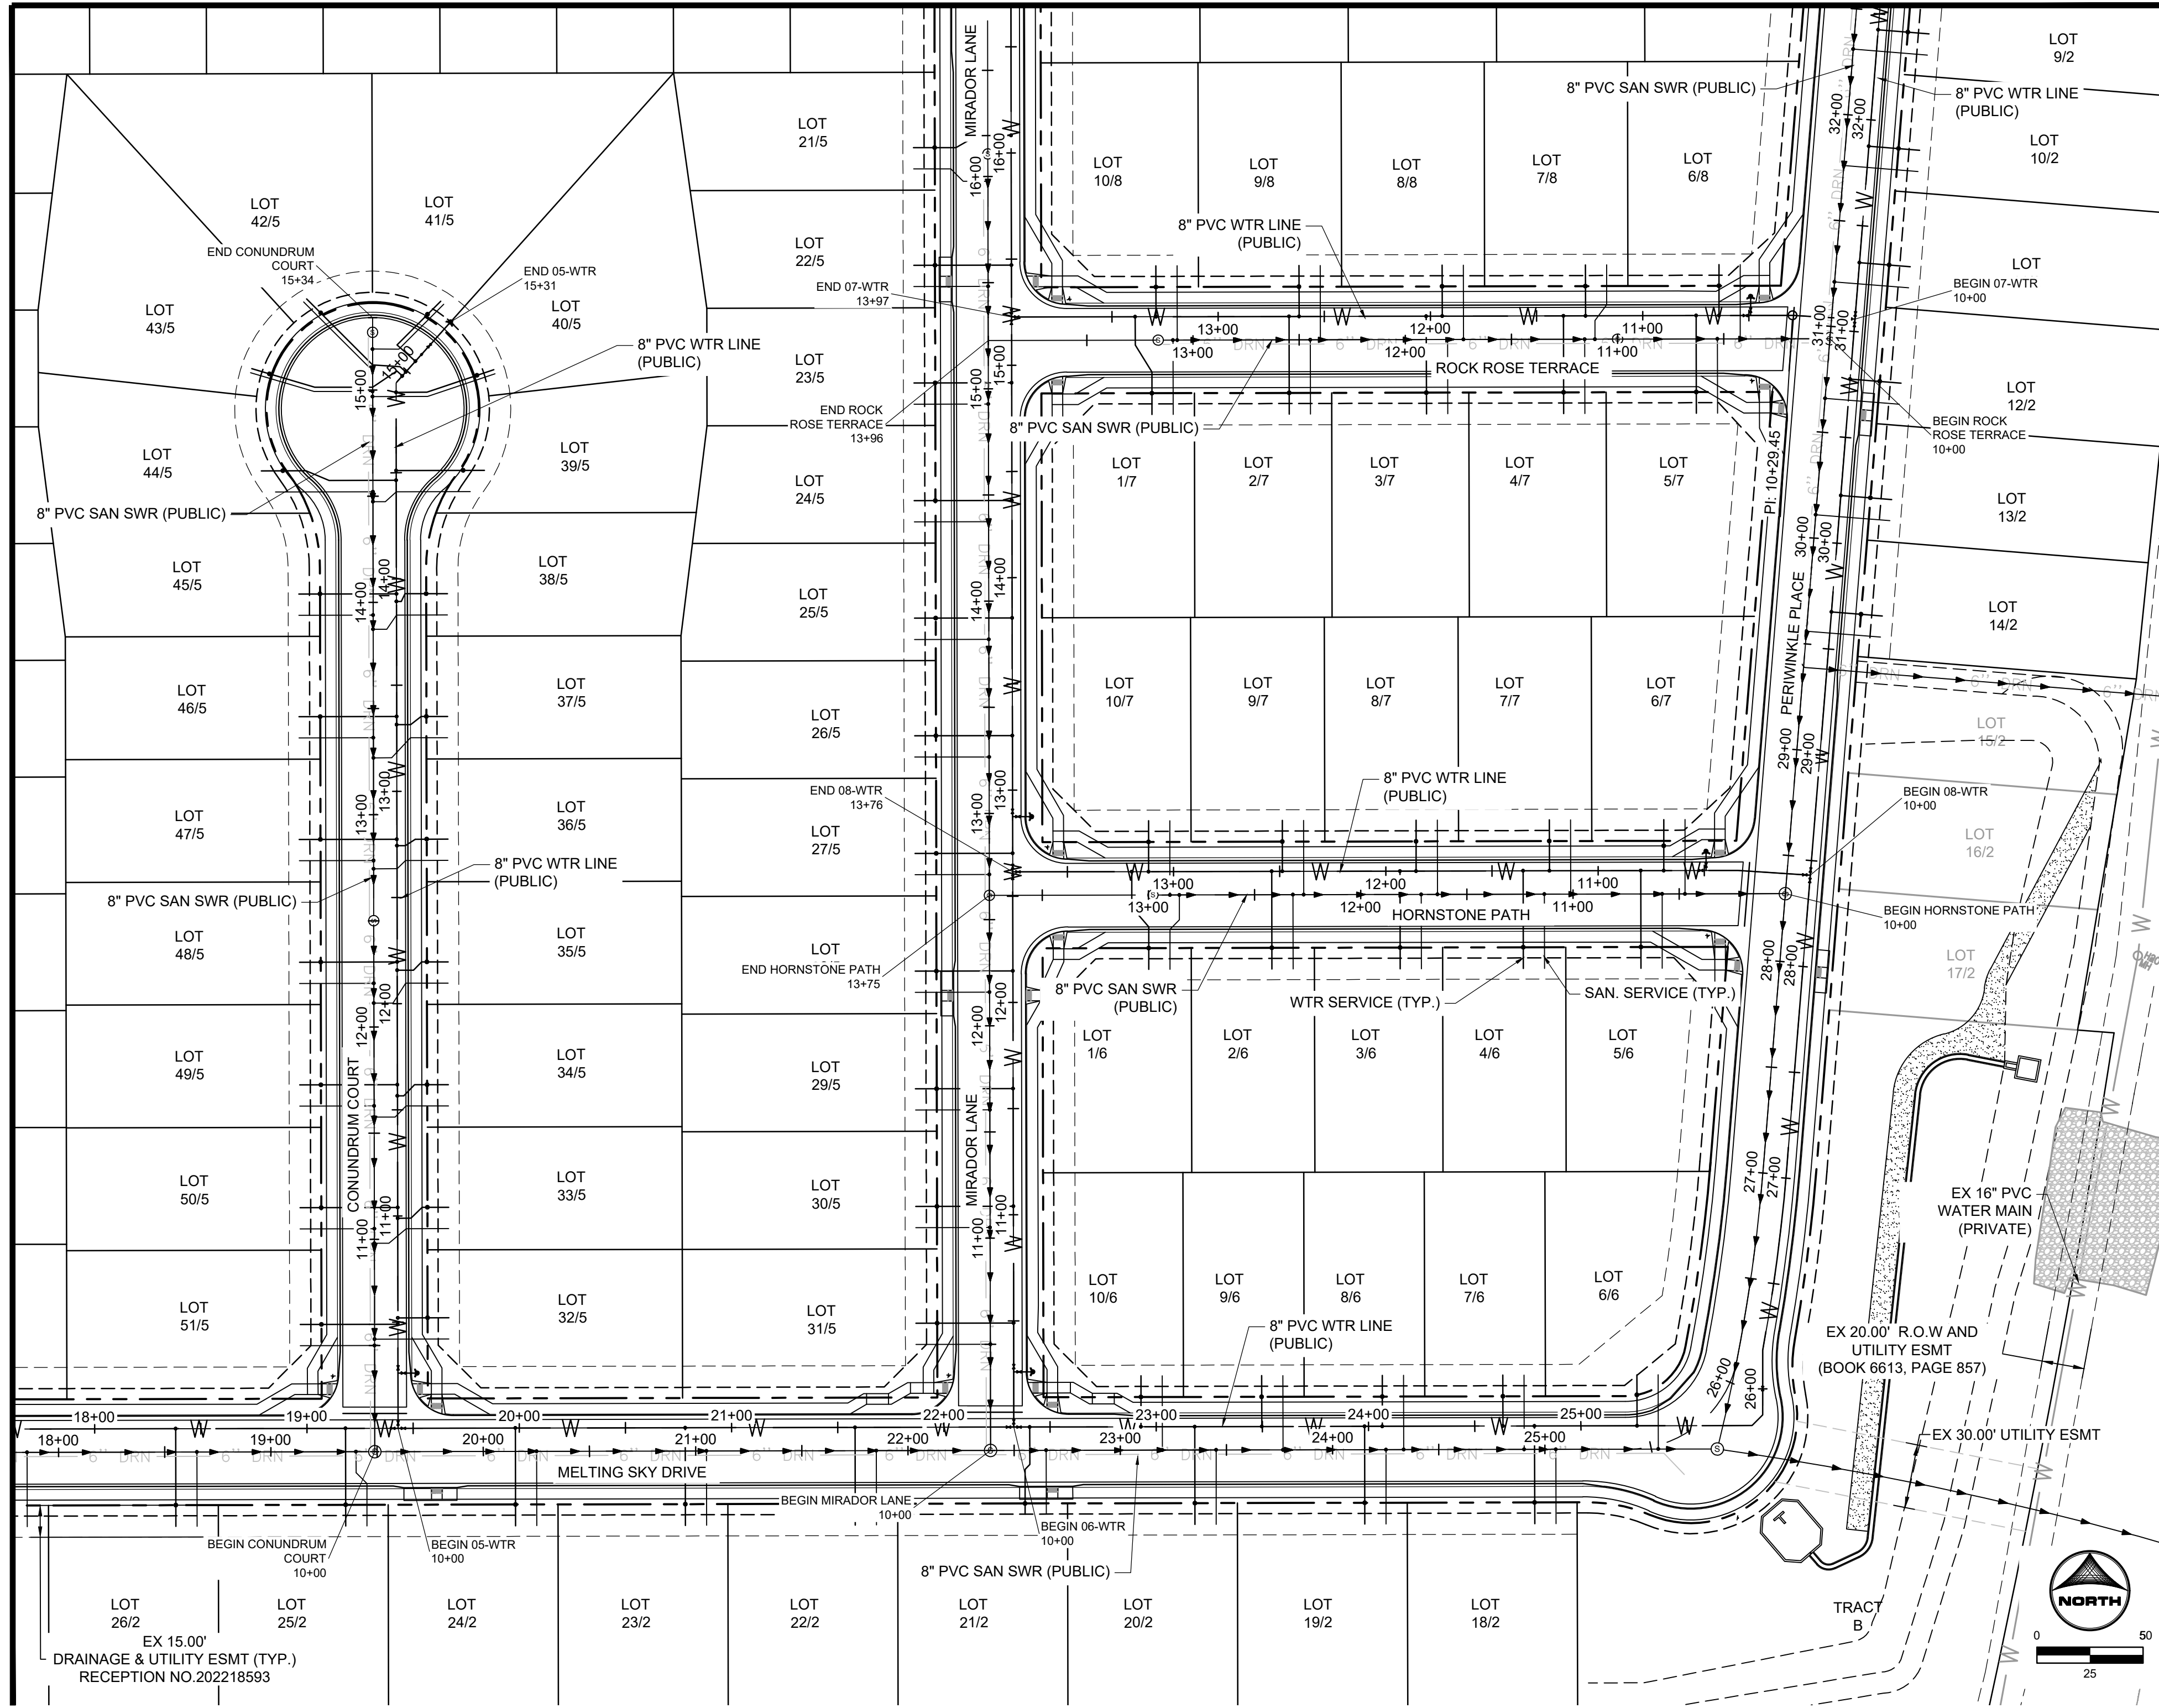 LOT
9/2
MIRADOR LANE
8" PVC SAN SWR (PUBLIC)
8" PVC WTR LINE
(PUBLIC)
32+00
32+00
LOT
21/5
LOT
10/2
16+00
16+00
LOT
10/8
LOT
9/8
LOT
8/8
LOT
7/8
LOT
6/8
LOT
42/5
LOT
41/5
8" PVC WTR LINE
(PUBLIC)
END CONUNDRUM
COURT
15+34
END 05-WTR
15+31
LOT
22/5
LOT
BEGIN 07-WTR
10+00
END 07-WTR
13+97
LOT
43/5
LOT
40/5
13+00
12+00
11+00
31+00
31+00
8" PVC WTR LINE
(PUBLIC)
13+00
12+00
11+00
6" DRN
ROCK ROSE TERRACE
15+00
15+00
LOT
23/5
15+00
15+00
LOT
12/2
END ROCK
ROSE TERRACE
13+96
8" PVC SAN SWR (PUBLIC)
BEGIN ROCK
ROSE TERRACE
10+00
LOT
44/5
LOT
39/5
LOT
24/5
LOT
1/7
LOT
2/7
LOT
3/7
LOT
4/7
LOT
5/7
PI: 10+29.45
8" PVC SAN SWR (PUBLIC)
LOT
13/2
30+00
30+00
LOT
45/5
LOT
38/5
14+00
14+00
LOT
25/5
14+00
14+00
LOT
14/2
PERIWINKLE PLACE
LOT
46/5
LOT
37/5
LOT
26/5
LOT
10/7
LOT
9/7
LOT
8/7
LOT
7/7
LOT
6/7
6" DRN
LOT
15/2
29+00
29+00
LOT
47/5
LOT
36/5
13+00
13+00
END 08-WTR
13+76
LOT
27/5
13+00
13+00
8" PVC WTR LINE
(PUBLIC)
BEGIN 08-WTR
10+00
LOT
16/2
8" PVC WTR LINE
(PUBLIC)
13+00
12+00
11+00
8" PVC SAN SWR (PUBLIC)
13+00
12+00
11+00
HORNSTONE PATH
BEGIN HORNSTONE PATH
10+00
LOT
48/5
LOT
35/5
LOT
END HORNSTONE PATH
13+75
8" PVC SAN SWR
(PUBLIC)
WTR SERVICE (TYP.)
SAN. SERVICE (TYP.)
28+00
28+00
LOT
17/2
12+00
12+00
12+00
12+00
LOT
49/5
LOT
34/5
LOT
29/5
LOT
1/6
LOT
2/6
LOT
3/6
LOT
4/6
LOT
5/6
CONUNDRUM COURT
MIRADOR LANE
27+00
27+00
LOT
50/5
LOT
33/5
LOT
30/5
EX 16" PVC
WATER MAIN
(PRIVATE)
11+00
11+00
11+00
11+00
LOT
51/5
LOT
32/5
LOT
31/5
LOT
10/6
LOT
9/6
LOT
8/6
LOT
7/6
LOT
6/6
8" PVC WTR LINE
(PUBLIC)
EX 20.00' R.O.W AND
UTILITY ESMT
(BOOK 6613, PAGE 857)
26+00
26+00
18+00
19+00
20+00
21+00
22+00
23+00
24+00
25+00
EX 30.00' UTILITY ESMT
18+00
19+00
20+00
21+00
22+00
23+00
24+00
25+00
6" DRN
MELTING SKY DRIVE
BEGIN MIRADOR LANE
10+00
BEGIN CONUNDRUM
COURT
10+00
BEGIN 05-WTR
10+00
BEGIN 06-WTR
10+00
8" PVC SAN SWR (PUBLIC)
LOT
26/2
LOT
25/2
LOT
24/2
LOT
23/2
LOT
22/2
LOT
21/2
LOT
20/2
LOT
19/2
LOT
18/2
TRACT
B
EX 15.00'
DRAINAGE & UTILITY ESMT (TYP.)
RECEPTION NO.202218593
NORTH
0
50
25